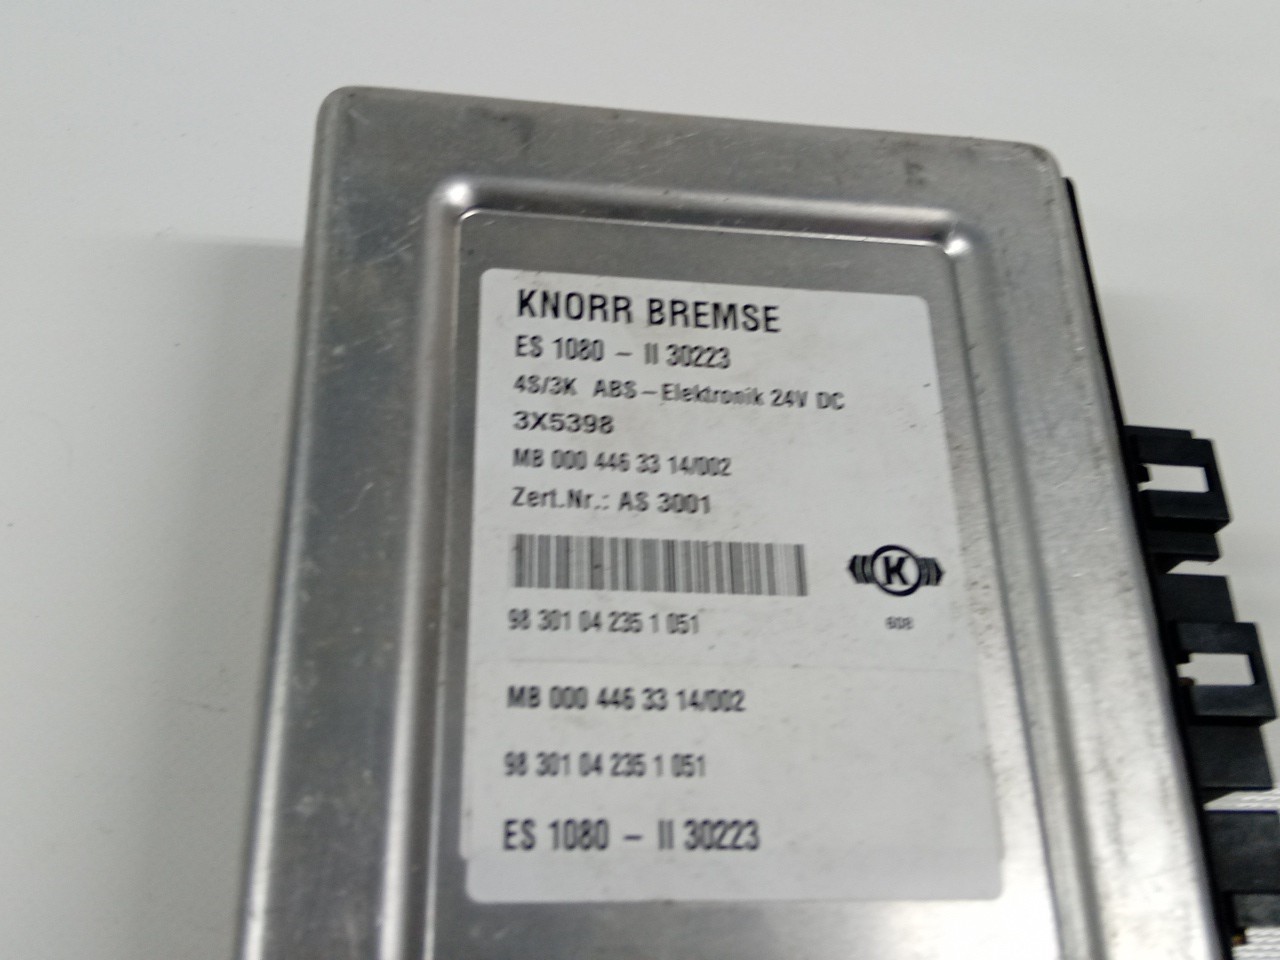 KNORR BREMSE
ES 1080 – II 30223
4S/3K ABS – Elektronik 24V DC
3X5398
MB 000 446 33 14/002
Zert.Nr.: AS 3001
K
98 301 04 235 1 051
608
MB 000 446 33 14/002
98 301 04 235 1 051
ES 1080 – II 30223